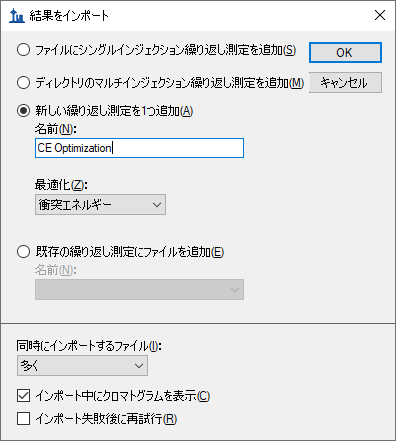 結果をインポート
ファイルにシングルインジェクション繰り返し測定を追加(S)
OK
ディレクトリのマルチインジェクション繰り返し測定を追加(M)
キャンセル
新しい繰り返し測定を1つ追加(A)
名前(N):
CE Optimization
最適化(Z):
衝突エネルギー
既存の繰り返し測定にファイルを追加(E)
名前(N):
同時にインポートするファイル(I):
多く
インポート中にクロマトグラムを表示(C)
インポート失敗後に再試行(R)